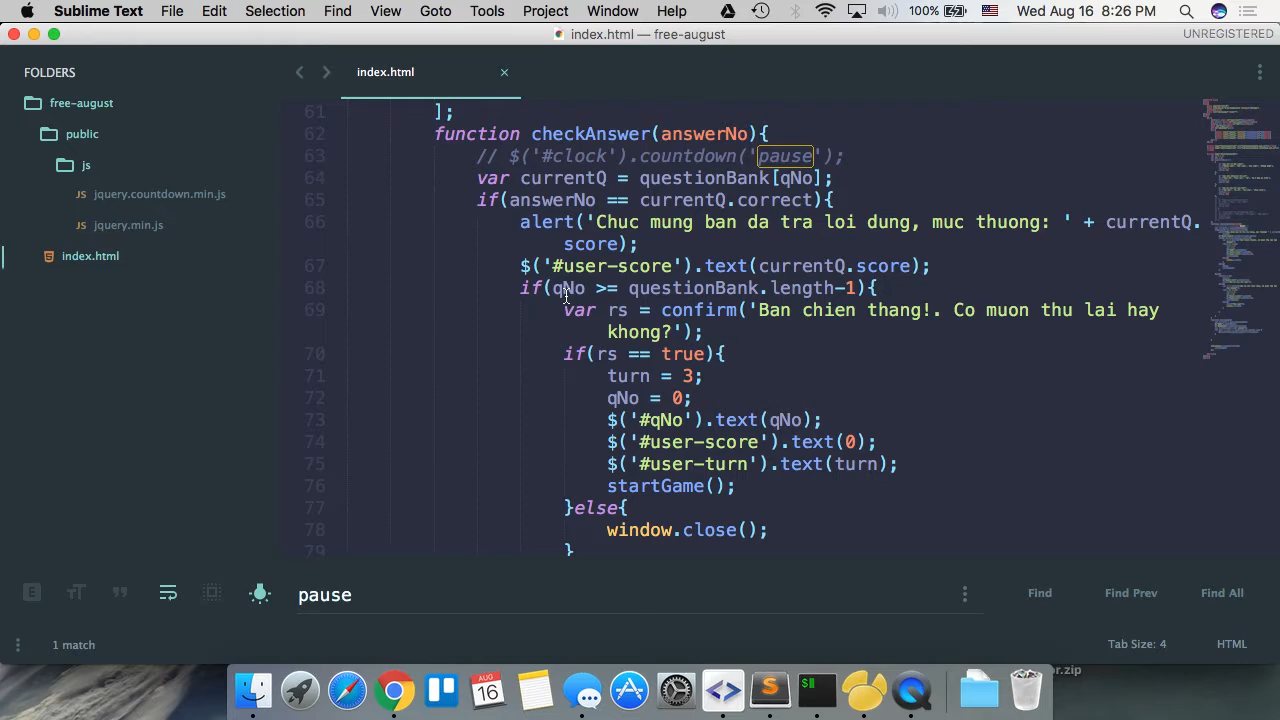 Sublime Text File Edit Selection Find View Goto Tools Project Window Help 100% Wed Aug 16 8:26 PM
index.html — free-august UNREGISTERED
FOLDERS
free-august
public
js
jquery.countdown.min.js
jquery.min.js
index.html
index.html
61 ];
62 function checkAnswer(answerNo){
63 // $('#clock').countdown('pause');
64 var currentQ = questionBank[qNo];
65 if(answerNo == currentQ.correct){
66 alert('Chuc mung ban da tra loi dung, muc thuong: ' + currentQ.
score);
67 $('#user-score').text(currentQ.score);
68 if(qNo >= questionBank.length-1){
69 var rs = confirm('Ban chien thang!. Co muon thu lai hay
khong?');
70 if(rs == true){
71 turn = 3;
72 qNo = 0;
73 $('#qNo').text(qNo);
74 $('#user-score').text(0);
75 $('#user-turn').text(turn);
76 startGame();
77 }else{
78 window.close();
79 }
pause
Find Find Prev Find All
1 match
Tab Size: 4 HTML
AUG
16
or.zip